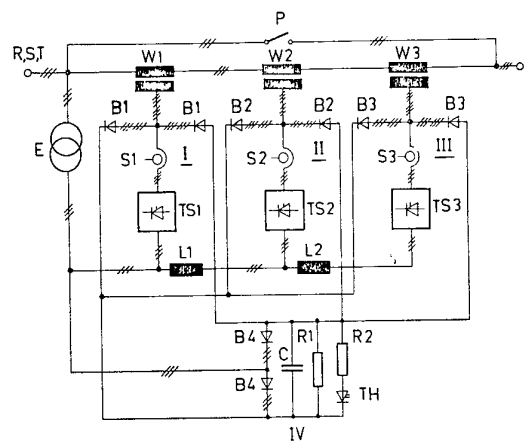 P
R,S,T
W1 W2 W3
B1 B1 B2 B2 B3 B3
E
S1 I S2 II S3 III
TS1 TS2 TS3
L1 L2
B4 C R1 R2
B4 TH
IV